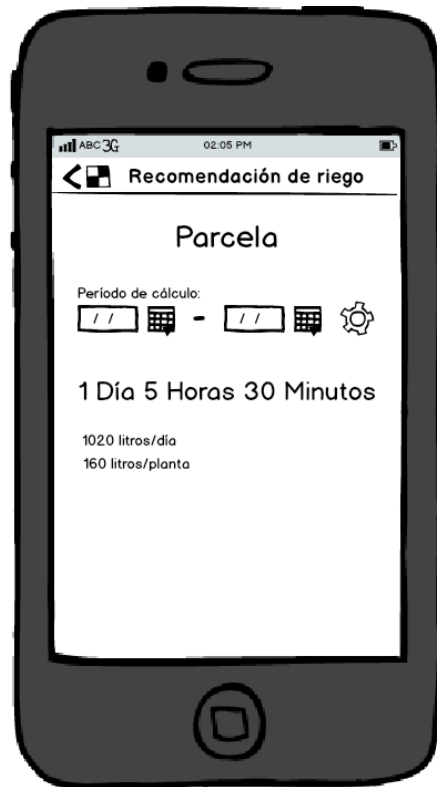 ABC 3G 02:05 PM
Recomendación de riego
Parcela
Período de cálculo:
/ / - / /
1 Día 5 Horas 30 Minutos
1020 litros/día
160 litros/planta